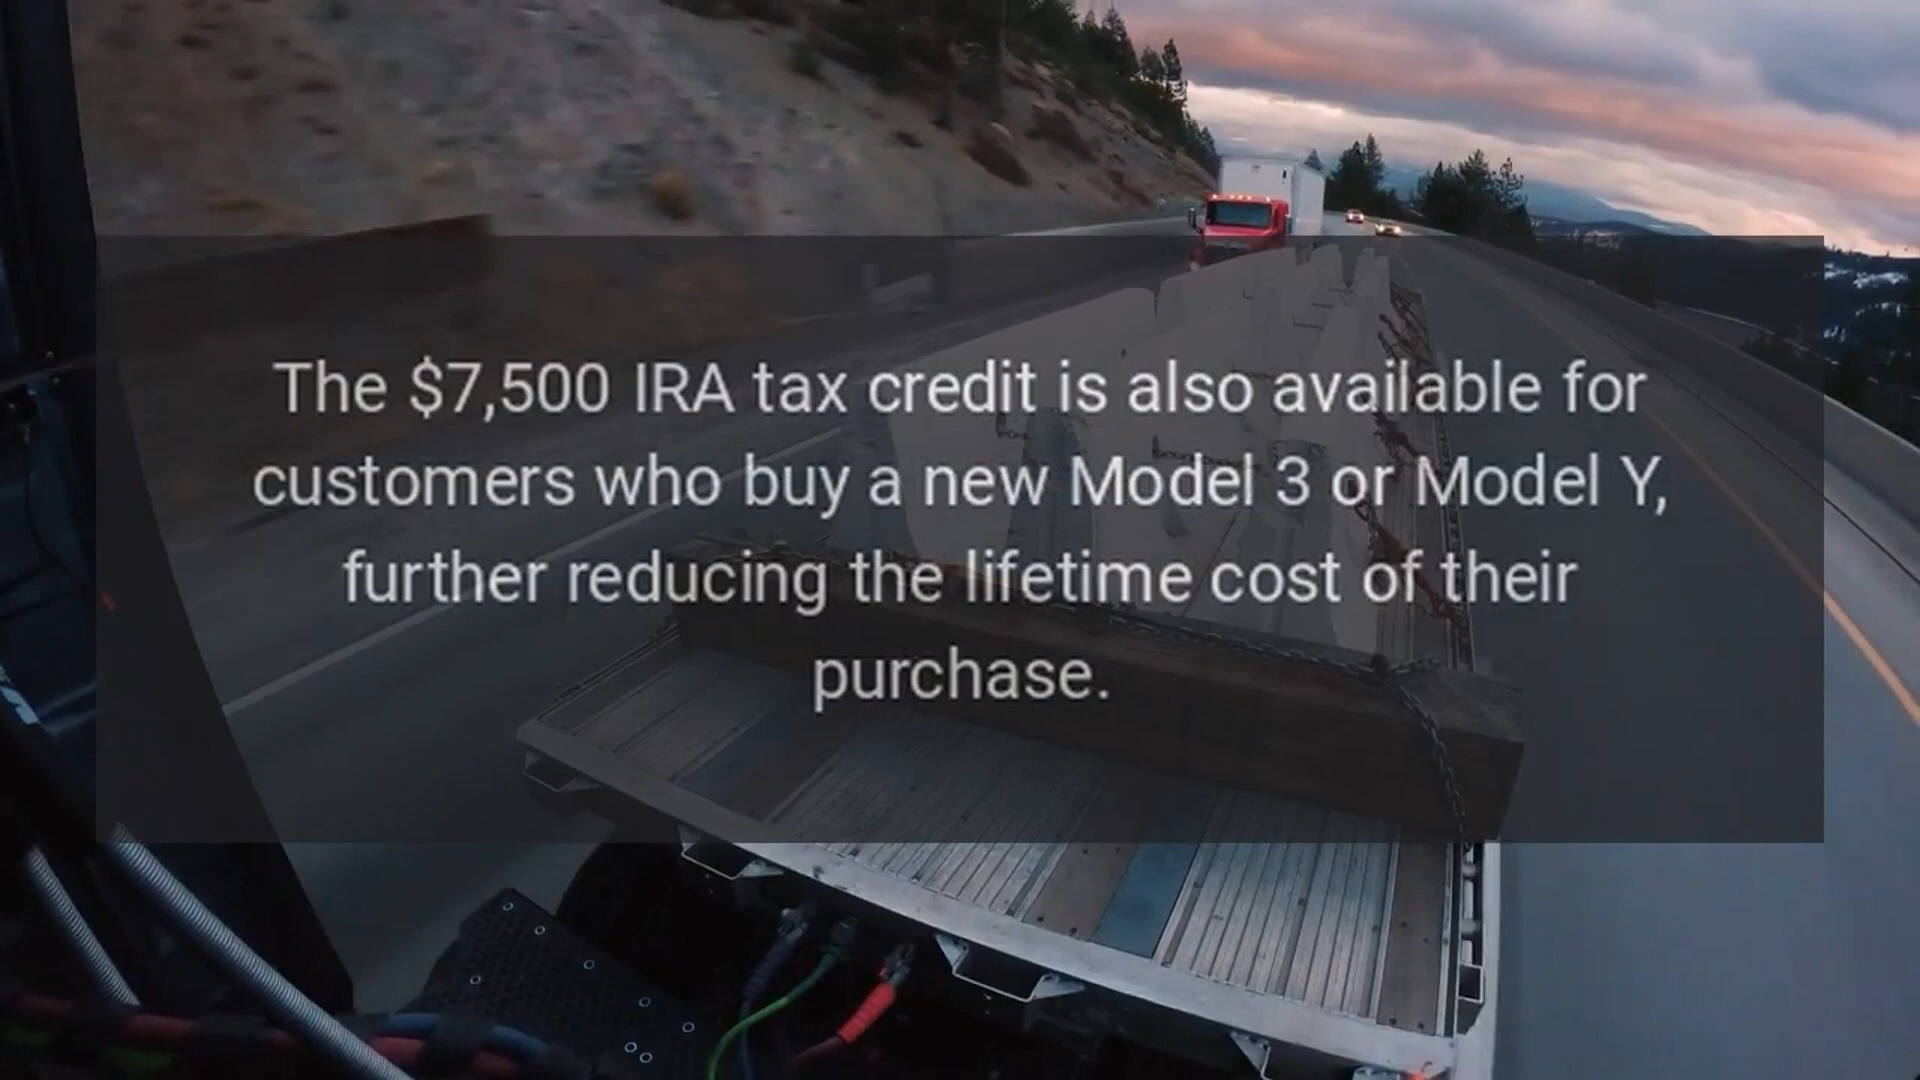 The $7,500 IRA tax credit is also available for
customers who buy a new Model 3 or Model Y,
further reducing the lifetime cost of their
purchase.